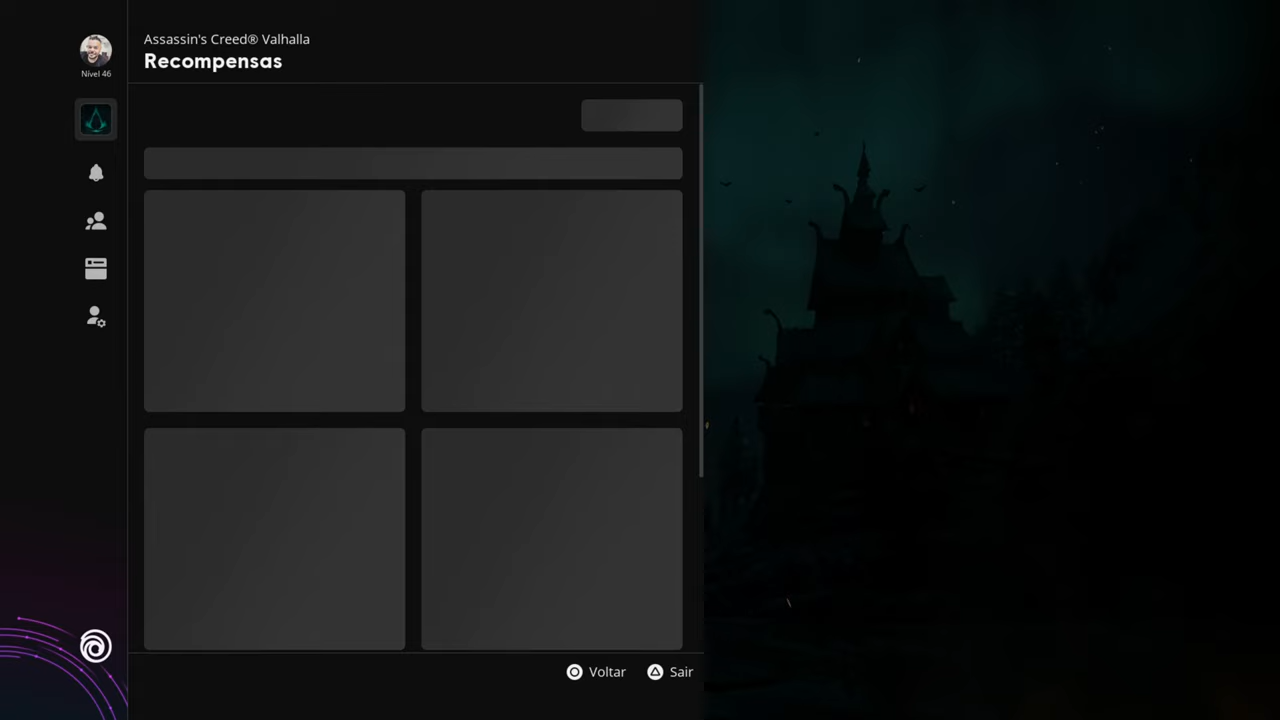 Nível 46
Assassin's Creed® Valhalla
Recompensas
Voltar
Sair